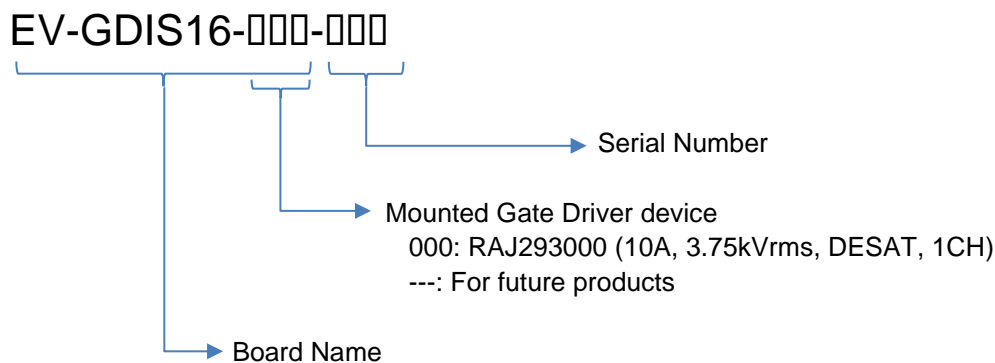 EV-GDIS16-▯▯▯-▯▯▯
Serial Number
Mounted Gate Driver device
000: RAJ293000 (10A, 3.75kVrms, DESAT, 1CH)
---: For future products
Board Name